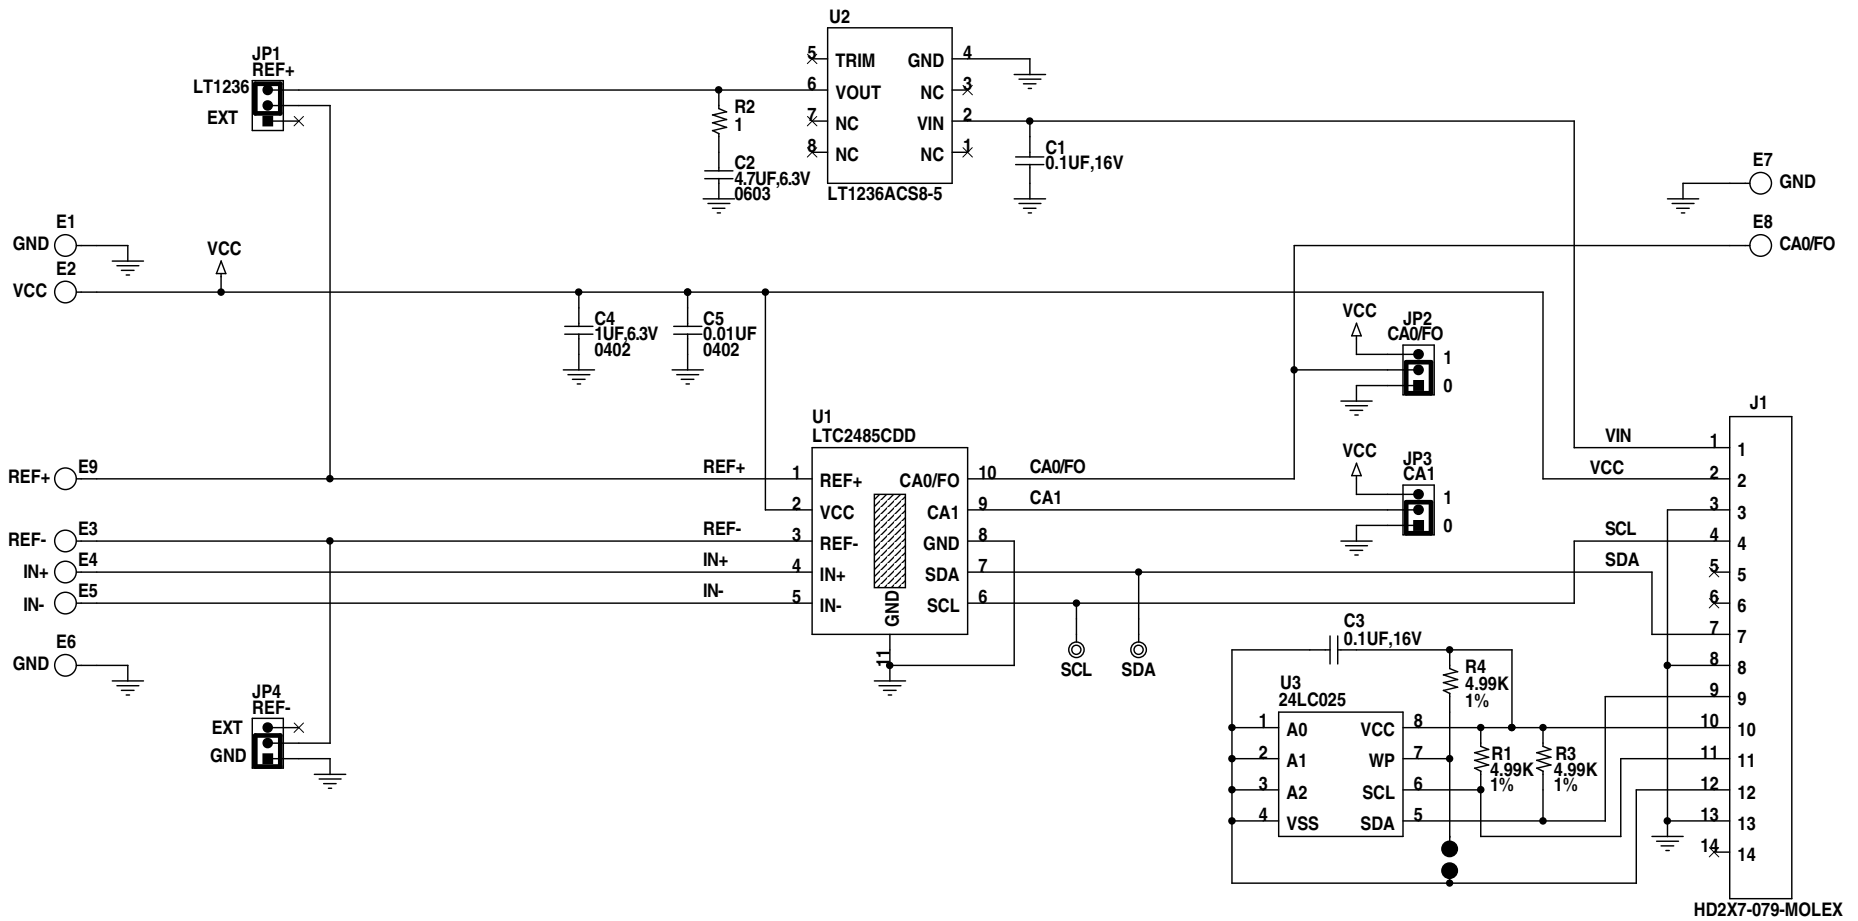 U2
JP1
REF+
LT1236
EXT
5 TRIM GND 4
6 VOUT NC 3
7 NC VIN 2
8 NC NC 1
LT1236ACS8-5
R2
1
C2
4.7UF,6.3V
0603
C1
0.1UF,16V
E7
GND
E8
CA0/FO
E1
GND
E2
VCC
VCC
C4
1UF,6.3V
0402
C5
0.01UF
0402
VCC
JP2
CA0/FO
1
0
U1
LTC2485CDD
E9
REF+
REF+
1 REF+ CA0/FO 10
CA0/FO
2 VCC CA1 9
CA1
E3
REF-
REF-
3 REF- GND 8
E4
IN+
IN+
4 IN+ SDA 7
E5
IN-
IN-
5 IN- SCL 6
GND
11
VCC
JP3
CA1
1
0
SCL
SDA
E6
GND
JP4
REF-
EXT
GND
C3
0.1UF,16V
R4
4.99K
1%
U3
24LC025
1 A0 VCC 8
2 A1 WP 7
3 A2 SCL 6
4 VSS SDA 5
R1
4.99K
1%
R3
4.99K
1%
J1
VIN 1 1
VCC 2 2
3 3
SCL 4 4
SDA
5 5
6 6
7 7
8 8
9 9
10 10
11 11
12 12
13 13
14 14
HD2X7-079-MOLEX